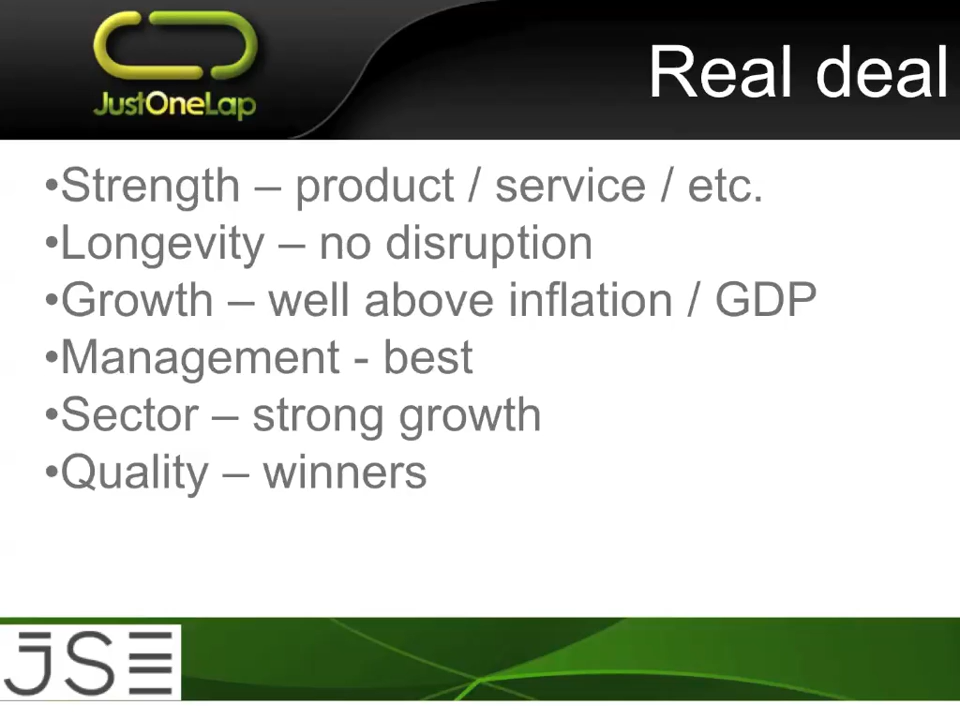 JustOneLap
Real deal
•Strength – product / service / etc.
•Longevity – no disruption
•Growth – well above inflation / GDP
•Management - best
•Sector – strong growth
•Quality – winners
JSE